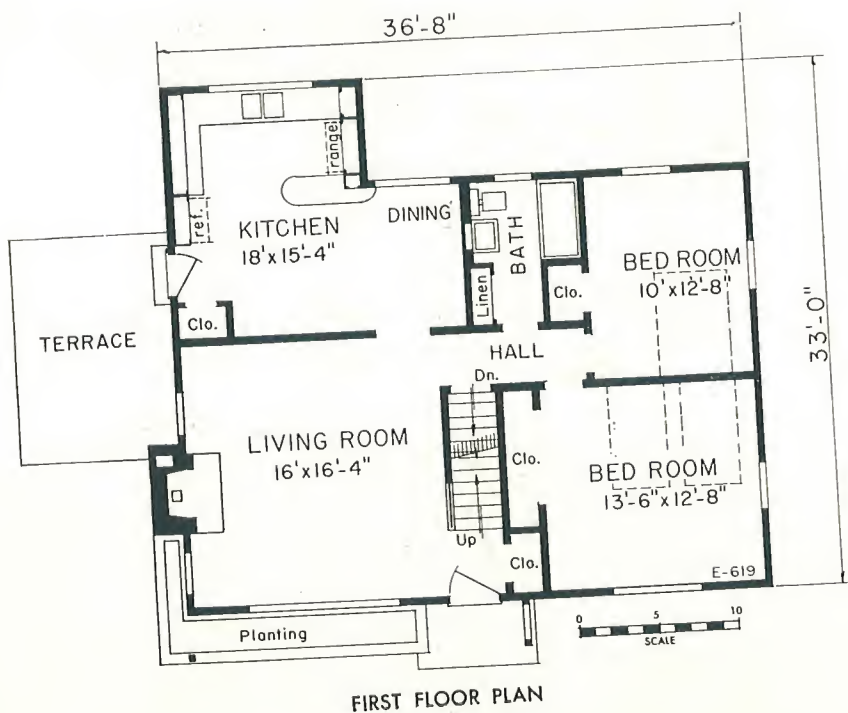 36'-8"
33'-0"
range
ref.
KITCHEN
18'x15'-4"
DINING
BATH
Linen
Clo.
BED ROOM
10'x12'-8"
TERRACE
Clo.
HALL
Dn.
LIVING ROOM
16'x16'-4"
Clo.
BED ROOM
13'-6"x12'-8"
Up
Clo.
E-619
Planting
0 5 10
SCALE
FIRST FLOOR PLAN